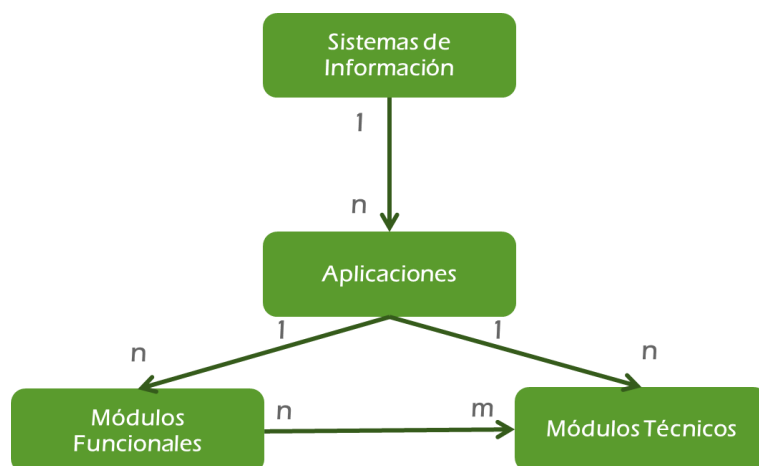 Sistemas de
Información
1
n
Aplicaciones
1
1
n
n
Módulos
Funcionales
n
m
Módulos Técnicos